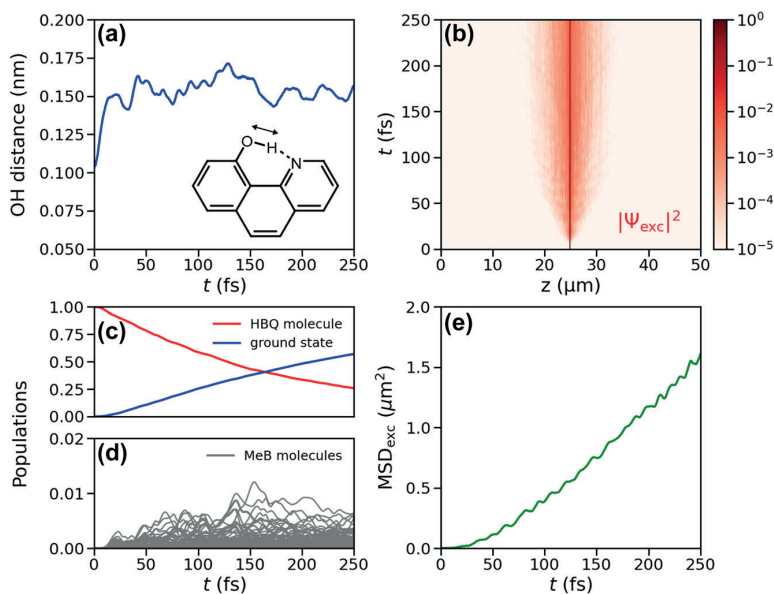 (a)
OH distance (nm)
0.200
0.175
0.150
0.125
0.100
0.075
0.050
O
H
N
0 50 100 150 200 250
t (fs)
(b)
t (fs)
250
200
150
100
50
0
|Ψexc|²
0 10 20 30 40 50
z (μm)
10⁰
10⁻¹
10⁻²
10⁻³
10⁻⁴
10⁻⁵
Populations
(c)
1.00
0.75
0.50
0.25
0.00
HBQ molecule
ground state
(d)
0.02
0.01
0.00
MeB molecules
0 50 100 150 200 250
t (fs)
(e)
MSDexc (μm²)
2.0
1.5
1.0
0.5
0.0
0 50 100 150 200 250
t (fs)